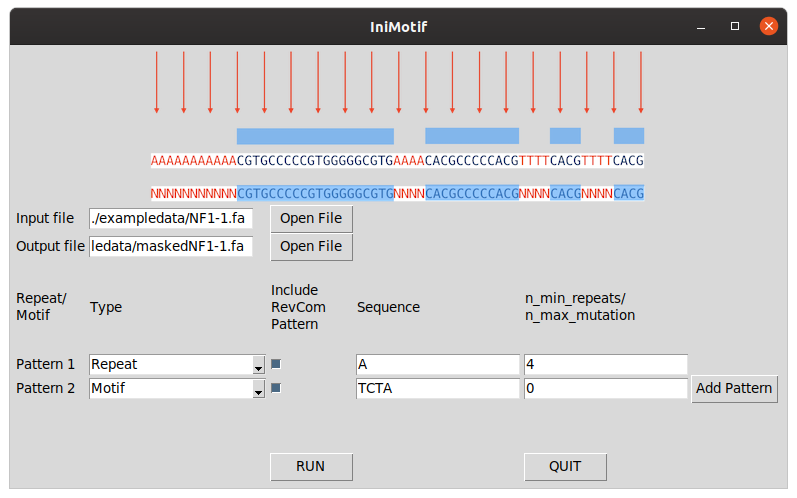 IniMotif
AAAAAAAAAAACGTGCCCCCGTGGGGGCGTGAAAACACGCCCCCACGTTTTCACGTTTTCACG
NNNNNNNNNNNCGTGCCCCCGTGGGGGCGTGNNNNCACGCCCCCACGNNNNCACGNNNNCACG
Input file ./exampledata/NF1-1.fa Open File
Output file ledata/maskedNF1-1.fa Open File
Repeat/
Motif
Type
Include
RevCom
Pattern
Sequence
n_min_repeats/
n_max_mutation
Pattern 1 Repeat A 4
Pattern 2 Motif TCTA 0 Add Pattern
RUN QUIT